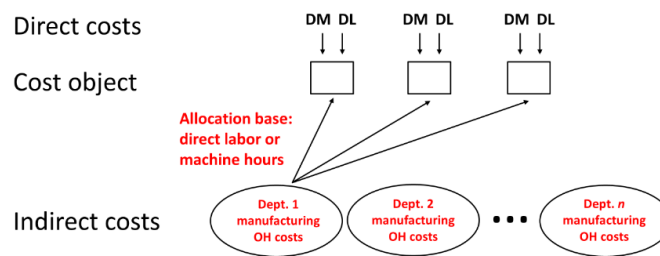 Direct costs
DM DL
DM DL
DM DL
Cost object
Allocation base:
direct labor or
machine hours
Indirect costs
Dept. 1
manufacturing
OH costs
Dept. 2
manufacturing
OH costs
...
Dept. n
manufacturing
OH costs